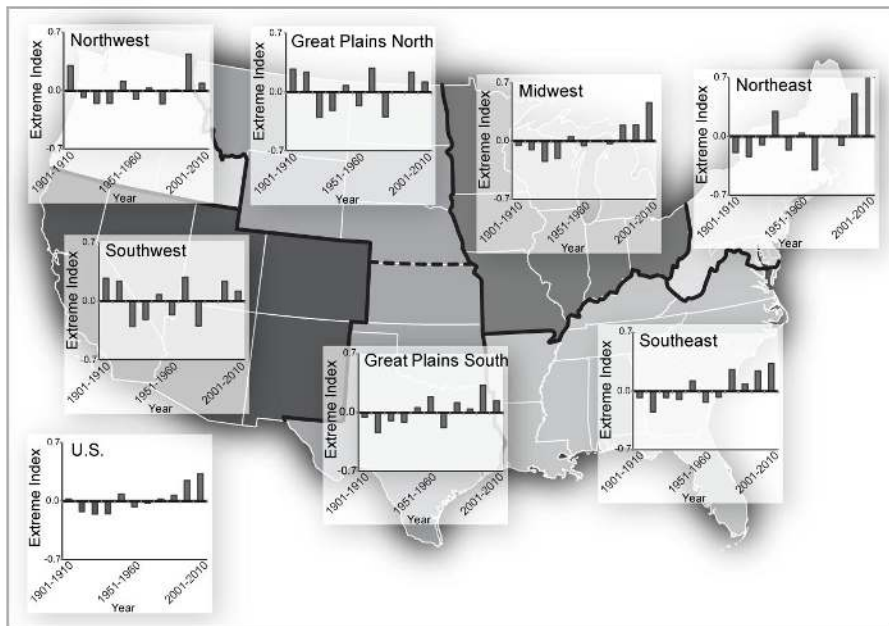 Northwest
0.7
0.0
-0.7
Extreme Index
1901-1910
1951-1960
2001-2010
Year
Great Plains North
0.7
0.0
-0.7
Extreme Index
1901-1910
1951-1960
2001-2010
Year
Midwest
0.7
0.0
-0.7
Extreme Index
1901-1910
1951-1960
2001-2010
Year
Northeast
0.7
0.0
-0.7
Extreme Index
1901-1910
1951-1960
2001-2010
Year
Southwest
0.7
0.0
-0.7
Extreme Index
1901-1910
1951-1960
2001-2010
Year
Great Plains South
0.7
0.0
-0.7
Extreme Index
1901-1910
1951-1960
2001-2010
Year
Southeast
0.7
0.0
-0.7
Extreme Index
1901-1910
1951-1960
2001-2010
Year
U.S.
0.7
0.0
-0.7
Extreme Index
1901-1910
1951-1960
2001-2010
Year